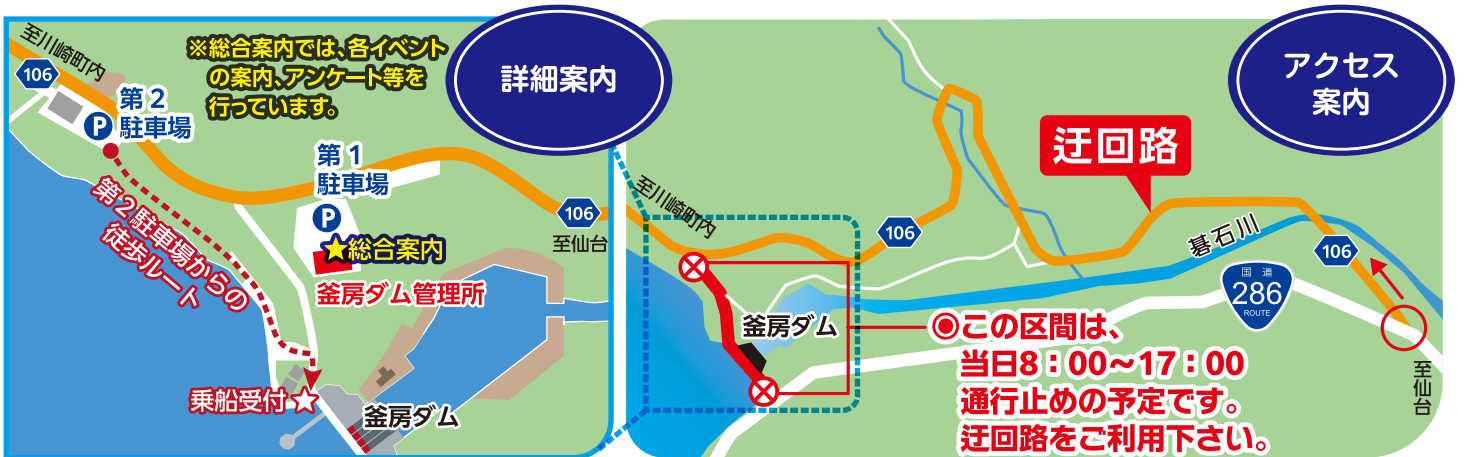 至川崎町内
106
※総合案内では、各イベント
の案内、アンケート等を
行っています。
詳細案内
P
第２
駐車場
第１
駐車場
P
★総合案内
釜房ダム管理所
106
至仙台
第２駐車場からの
徒歩ルート
乗船受付☆
釜房ダム
アクセス
案内
迂回路
至川崎町内
106
碁石川
106
国道
286
ROUTE
至仙台
釜房ダム
◉この区間は、
当日8：00～17：00
通行止めの予定です。
迂回路をご利用下さい。